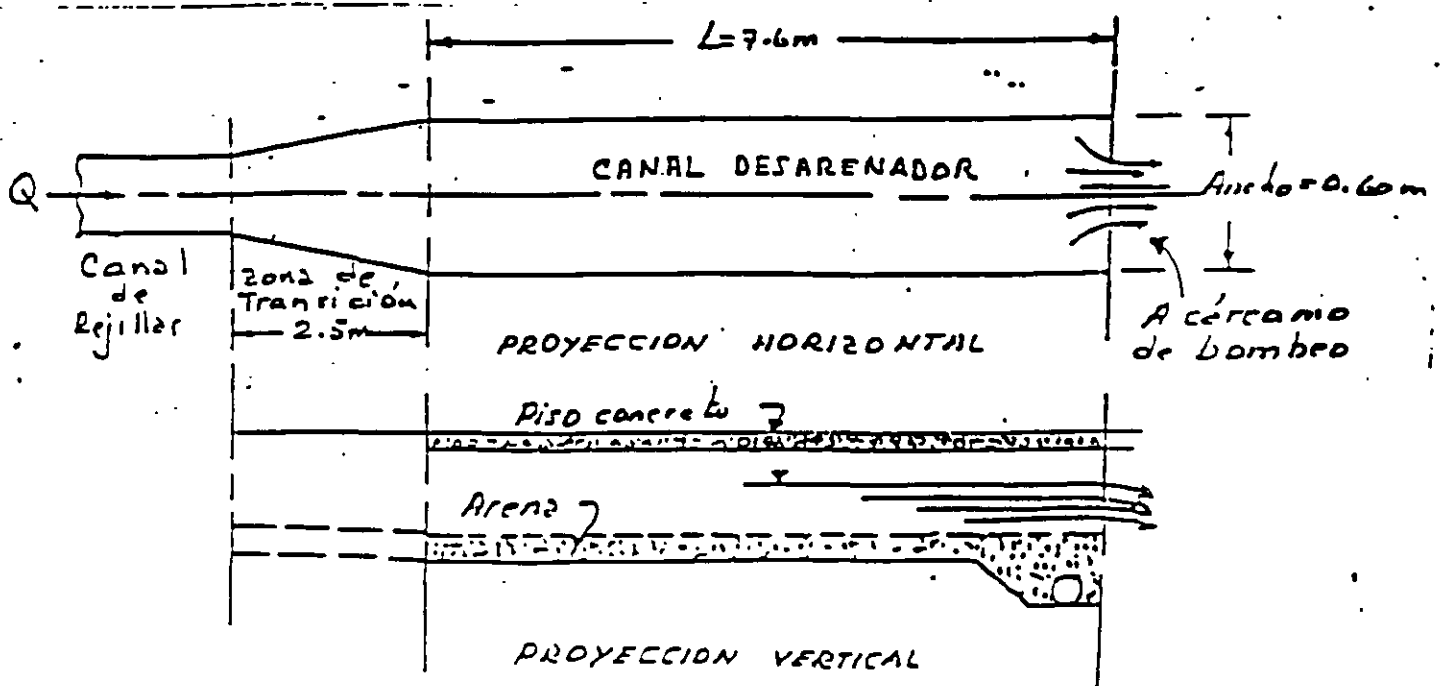 L=7.6m
CANAL DESARENADOR
Q
Ancho=0.60m
Canal
de
Rejillas
Zona de
Transición
2.5m
A cárcamo
de bombeo
PROYECCION HORIZONTAL
Piso concreto
Arena
PROYECCION VERTICAL